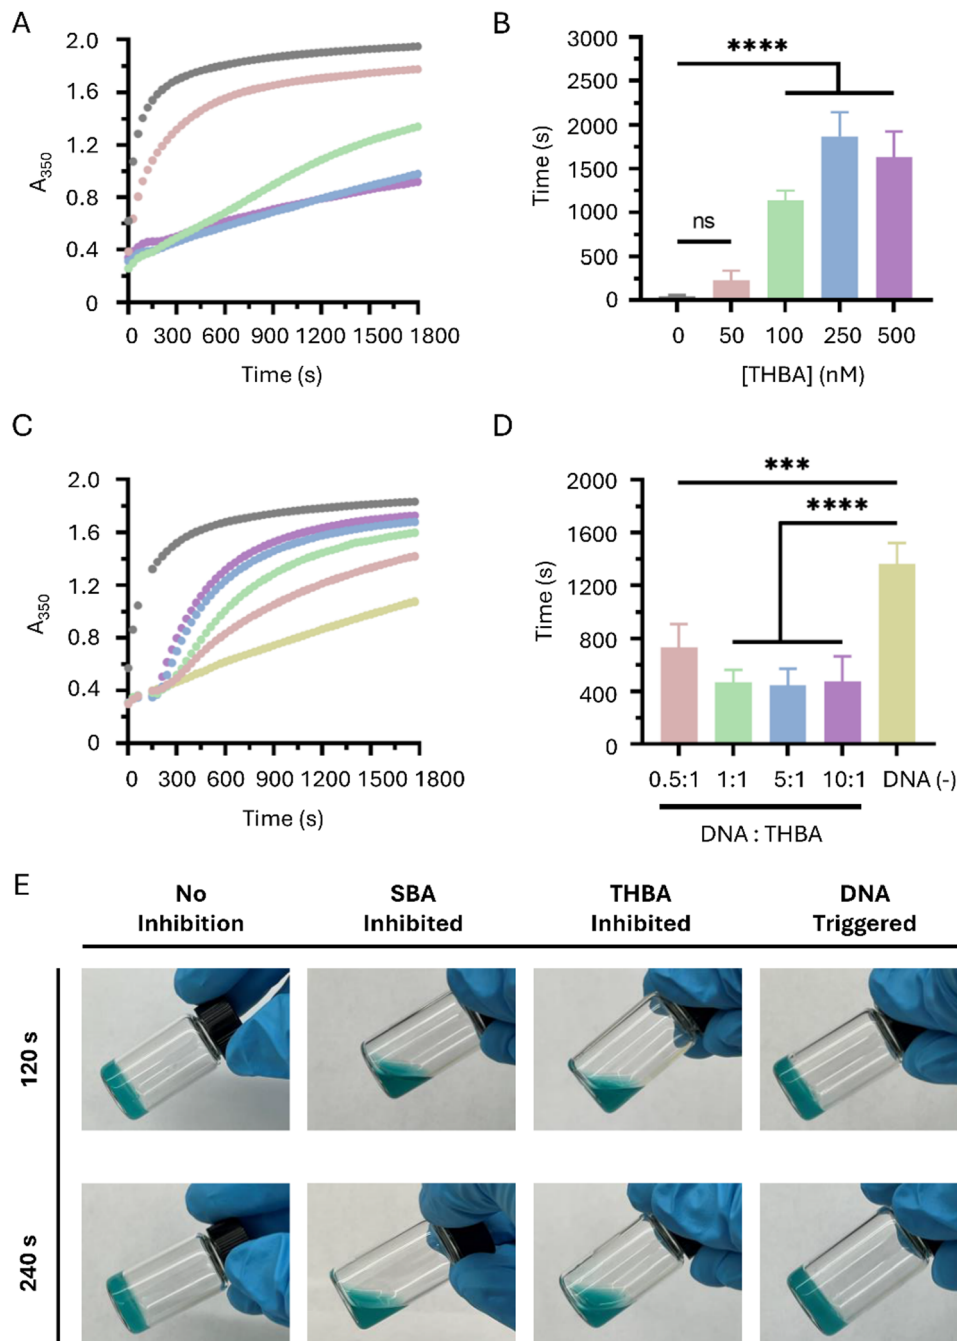 A
2.0
1.6
1.2
0.8
0.4
0
A350
0 300 600 900 1200 1500 1800
Time (s)
B
3000
2500
2000
1500
1000
500
0
Time (s)
****
ns
0 50 100 250 500
[THBA] (nM)
C
2.0
1.6
1.2
0.8
0.4
0
A350
0 300 600 900 1200 1500 1800
Time (s)
D
2000
1600
1200
800
400
0
Time (s)
***
****
0.5:1 1:1 5:1 10:1 DNA (-)
DNA : THBA
E
No
Inhibition
SBA
Inhibited
THBA
Inhibited
DNA
Triggered
120 s
240 s